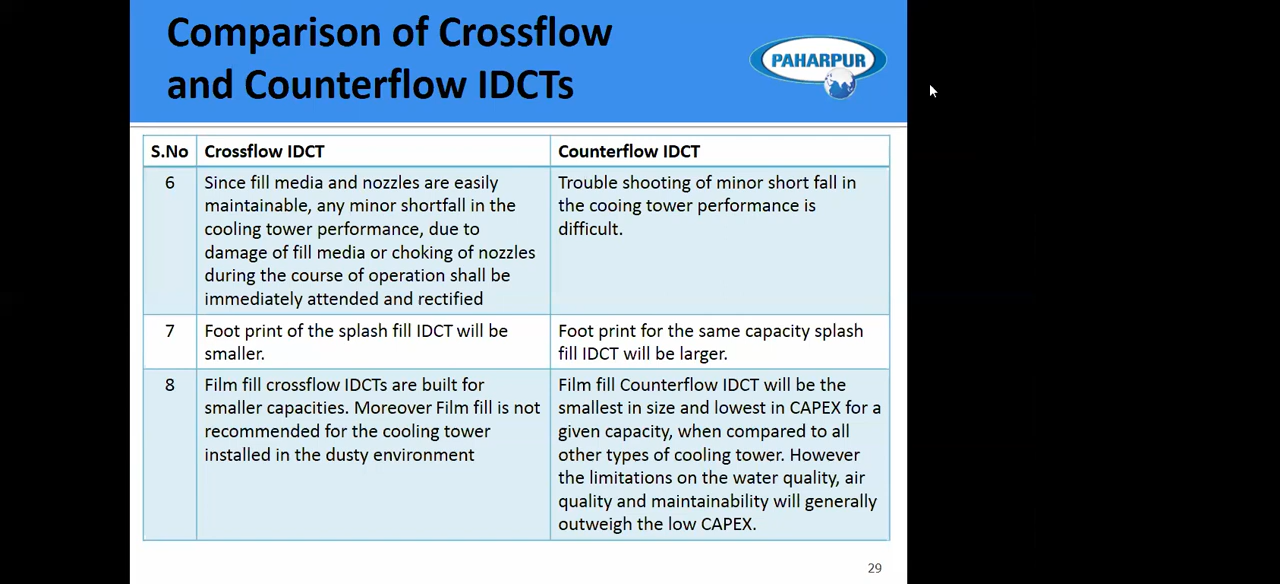 Comparison of Crossflow
and Counterflow IDCTs
PAHARPUR
S.No
Crossflow IDCT
Counterflow IDCT
6
Since fill media and nozzles are easily
maintainable, any minor shortfall in the
cooling tower performance, due to
damage of fill media or choking of nozzles
during the course of operation shall be
immediately attended and rectified
Trouble shooting of minor short fall in
the cooing tower performance is
difficult.
7
Foot print of the splash fill IDCT will be
smaller.
Foot print for the same capacity splash
fill IDCT will be larger.
8
Film fill crossflow IDCTs are built for
smaller capacities. Moreover Film fill is not
recommended for the cooling tower
installed in the dusty environment
Film fill Counterflow IDCT will be the
smallest in size and lowest in CAPEX for a
given capacity, when compared to all
other types of cooling tower. However
the limitations on the water quality, air
quality and maintainability will generally
outweigh the low CAPEX.
29